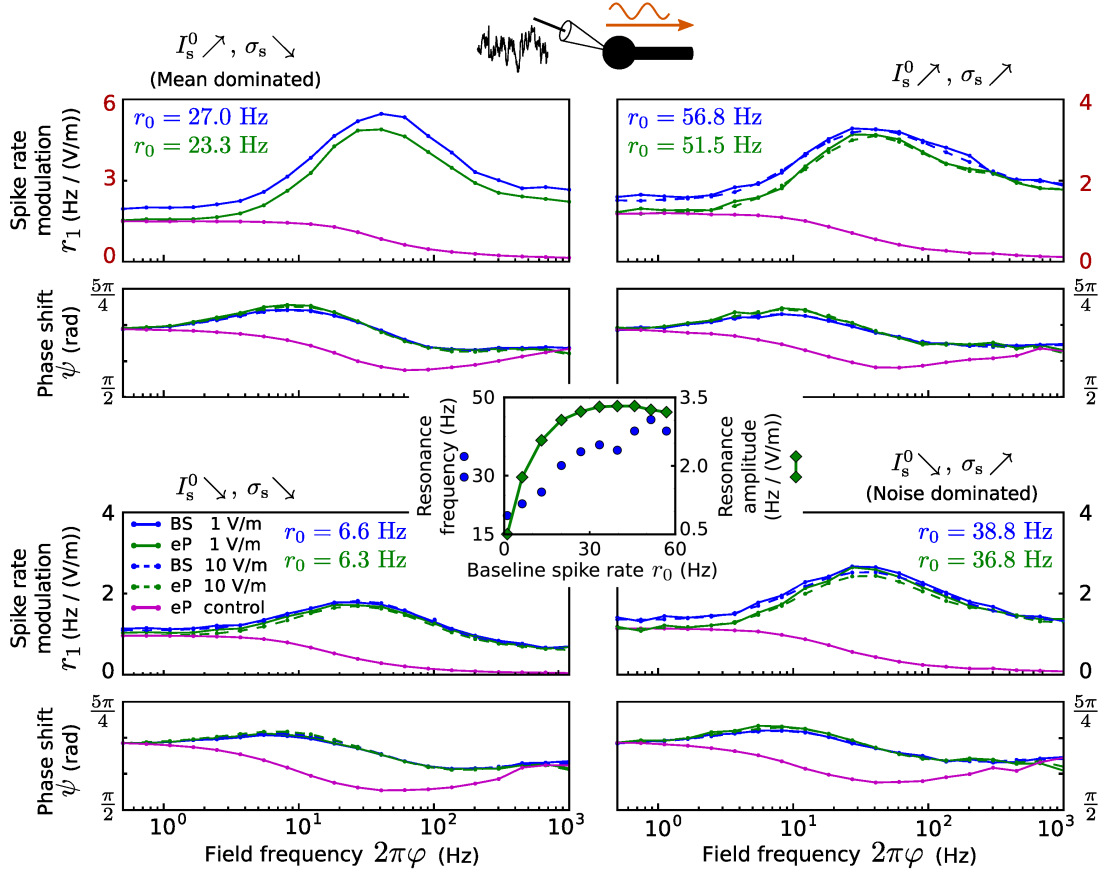 I_s^0 ↗, σ_s ↘
(Mean dominated)
I_s^0 ↗, σ_s ↗
Spike rate
modulation
r_1 (Hz / (V/m))
6
3
0
r_0 = 27.0 Hz
r_0 = 23.3 Hz
r_0 = 56.8 Hz
r_0 = 51.5 Hz
4
2
0
Phase shift
ψ (rad)
5π/4
π/2
5π/4
π/2
Resonance
frequency (Hz)
50
30
15
0
30
60
Baseline spike rate r_0 (Hz)
3.5
2.0
0.5
Resonance
amplitude
(Hz / (V/m))
I_s^0 ↘, σ_s ↘
I_s^0 ↘, σ_s ↗
(Noise dominated)
Spike rate
modulation
r_1 (Hz / (V/m))
4
2
0
BS 1 V/m
eP 1 V/m
BS 10 V/m
eP 10 V/m
eP control
r_0 = 6.6 Hz
r_0 = 6.3 Hz
r_0 = 38.8 Hz
r_0 = 36.8 Hz
4
2
0
Phase shift
ψ (rad)
5π/4
π/2
5π/4
π/2
10^0
10^1
10^2
10^3
10^0
10^1
10^2
10^3
Field frequency 2πφ (Hz)
Field frequency 2πφ (Hz)